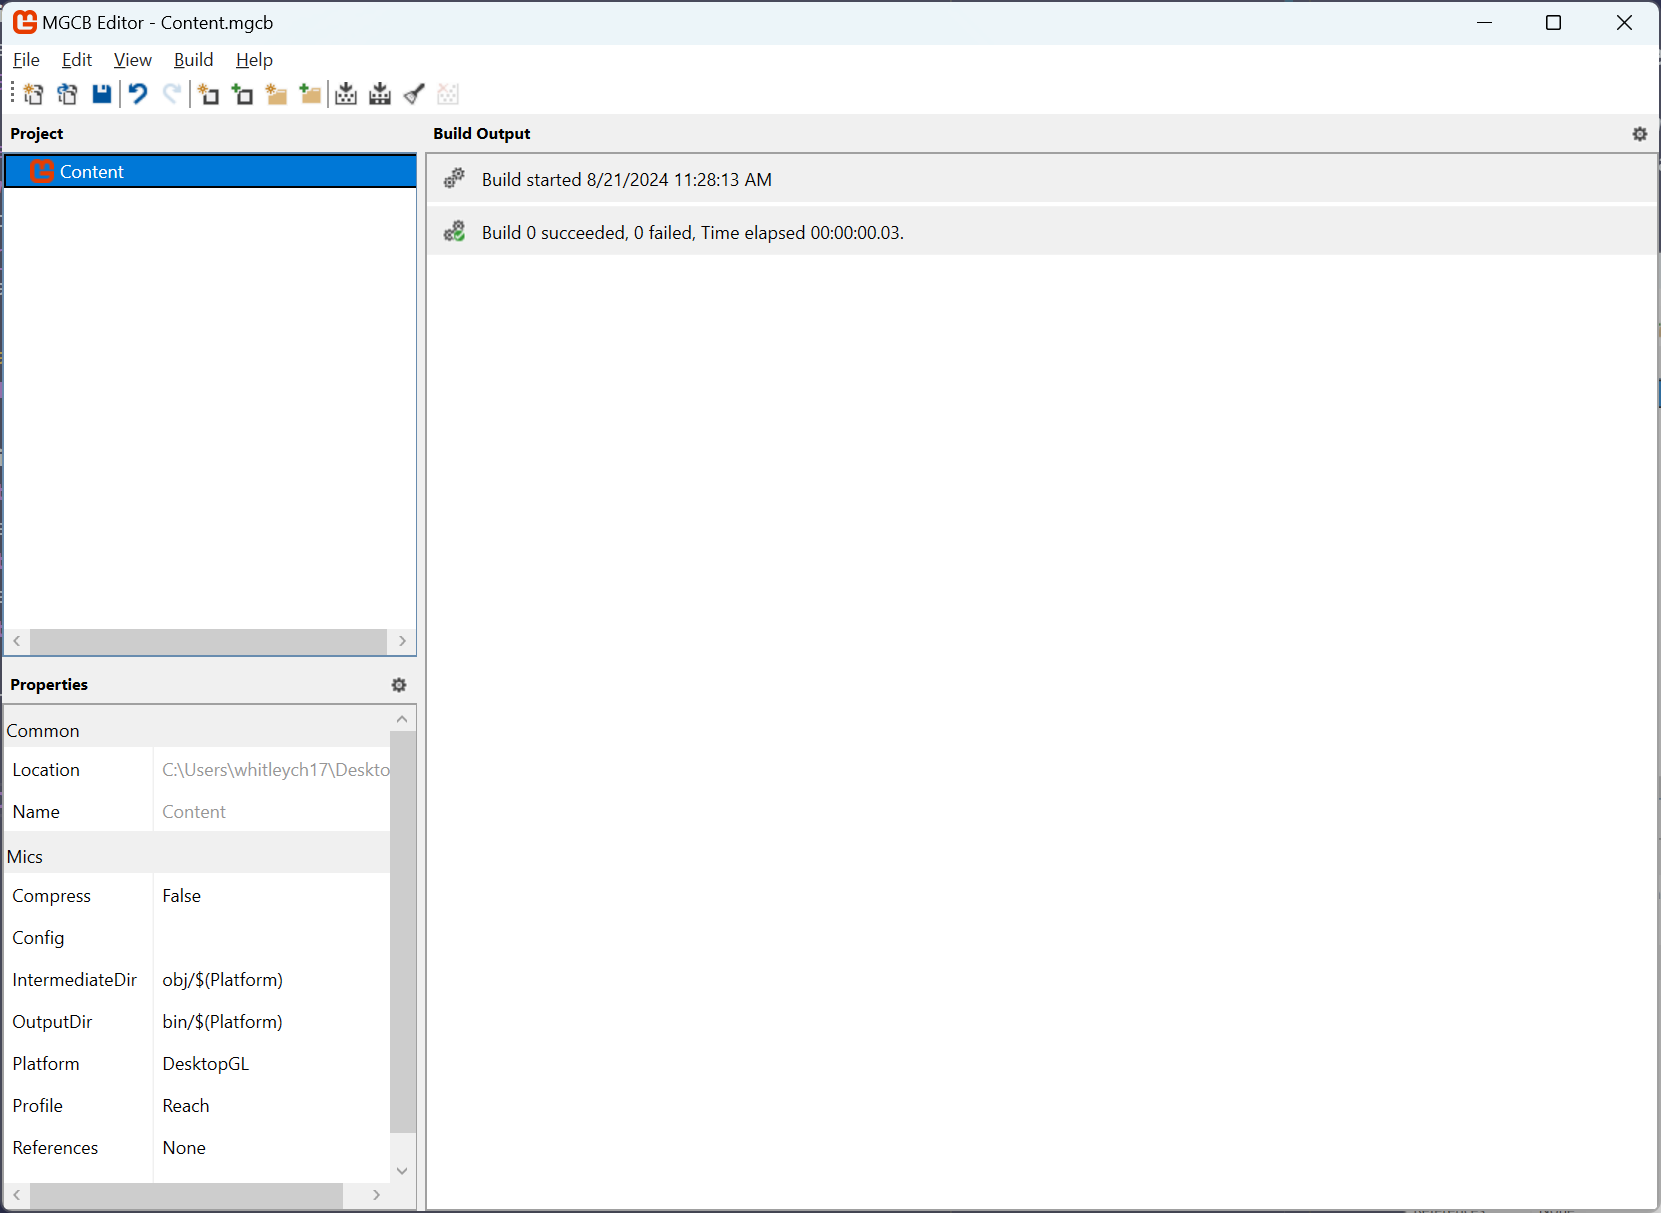 MGCB Editor - Content.mgcb
File Edit View Build Help
Project
Content
Build Output
Build started 8/21/2024 11:28:13 AM
Build 0 succeeded, 0 failed, Time elapsed 00:00:00.03.
Properties
Common
Location C:\Users\whitleych17\Deskto
Name Content
Mics
Compress False
Config
IntermediateDir obj/$(Platform)
OutputDir bin/$(Platform)
Platform DesktopGL
Profile Reach
References None